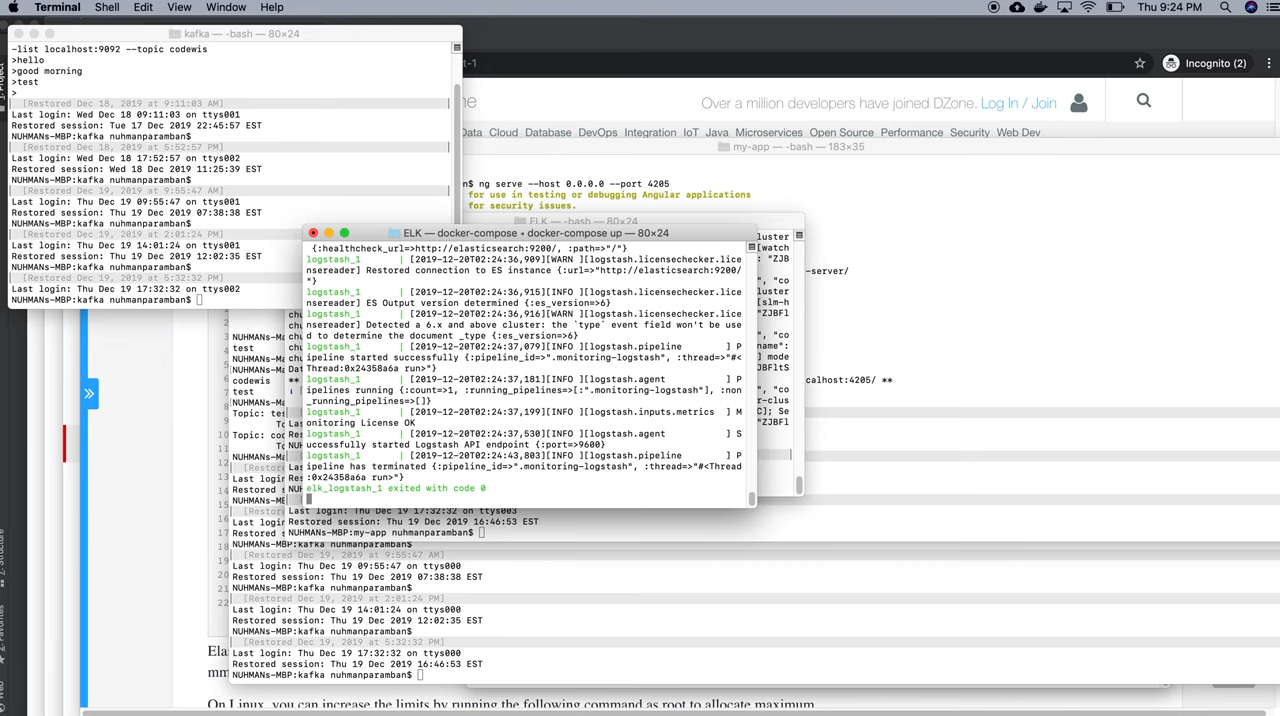 Terminal Shell Edit View Window Help
Thu 9:24 PM
kafka — -bash — 80×24
-list localhost:9092 --topic codewis
>hello
>good morning
>test
>
[Restored Dec 18, 2019 at 9:11:03 AM]
Last login: Wed Dec 18 09:11:03 on ttys001
Restored session: Tue 17 Dec 2019 22:45:57 EST
NUHMANs-MBP:kafka nuhmanparamban$
[Restored Dec 18, 2019 at 5:52:57 PM]
Last login: Wed Dec 18 17:52:57 on ttys002
Restored session: Wed 18 Dec 2019 11:25:39 EST
NUHMANs-MBP:kafka nuhmanparamban$
[Restored Dec 19, 2019 at 9:55:47 AM]
Last login: Thu Dec 19 09:55:47 on ttys001
Restored session: Thu 19 Dec 2019 07:38:38 EST
NUHMANs-MBP:kafka nuhmanparamban$
[Restored Dec 19, 2019 at 2:01:24 PM]
Last login: Thu Dec 19 14:01:24 on ttys001
Restored session: Thu 19 Dec 2019 12:02:35 EST
NUHMANs-MBP:kafka nuhmanparamban$
[Restored Dec 19, 2019 at 5:32:32 PM]
Last login: Thu Dec 19 17:32:32 on ttys002
NUHMANs-MBP:kafka nuhmanparamban$
t-1
Incognito (2)
ne
Over a million developers have joined DZone. Log In / Join
Data Cloud Database DevOps Integration IoT Java Microservices Open Source Performance Security Web Dev
my-app — -bash — 183×35
n$ ng serve --host 0.0.0.0 --port 4205
for use in testing or debugging Angular applications
for security issues.
ELK — -bash — 80×24
-server/
localhost:4205/ **
ELK — docker-compose ◂ docker-compose up — 80×24
{:healthcheck_url=>http://elasticsearch:9200/, :path=>"/"}
logstash_1 | [2019-12-20T02:24:36,909][WARN ][logstash.licensechecker.lice
nsereader] Restored connection to ES instance {:url=>"http://elasticsearch:9200/
"}
logstash_1 | [2019-12-20T02:24:36,915][INFO ][logstash.licensechecker.lice
nsereader] ES Output version determined {:es_version=>6}
logstash_1 | [2019-12-20T02:24:36,916][WARN ][logstash.licensechecker.lice
nsereader] Detected a 6.x and above cluster: the `type` event field won't be use
d to determine the document _type {:es_version=>6}
logstash_1 | [2019-12-20T02:24:37,079][INFO ][logstash.pipeline ] P
ipeline started successfully {:pipeline_id=>".monitoring-logstash", :thread=>"#<
Thread:0x24358a6a run>"}
logstash_1 | [2019-12-20T02:24:37,181][INFO ][logstash.agent ] P
ipelines running {:count=>1, :running_pipelines=>[:".monitoring-logstash"], :non
_running_pipelines=>[]}
logstash_1 | [2019-12-20T02:24:37,199][INFO ][logstash.inputs.metrics ] M
onitoring License OK
logstash_1 | [2019-12-20T02:24:37,530][INFO ][logstash.agent ] S
uccessfully started Logstash API endpoint {:port=>9600}
logstash_1 | [2019-12-20T02:24:43,803][INFO ][logstash.pipeline ] P
ipeline has terminated {:pipeline_id=>".monitoring-logstash", :thread=>"#<Thread
:0x24358a6a run>"}
elk_logstash_1 exited with code 0
Last login: Thu Dec 19 17:32:32 on ttys003
Restored session: Thu 19 Dec 2019 16:46:53 EST
NUHMANs-MBP:my-app nuhmanparamban$
NUHMANs-MBP:kafka nuhmanparamban$
[Restored Dec 19, 2019 at 9:55:47 AM]
Last login: Thu Dec 19 09:55:47 on ttys000
Restored session: Thu 19 Dec 2019 07:38:38 EST
NUHMANs-MBP:kafka nuhmanparamban$
[Restored Dec 19, 2019 at 2:01:24 PM]
Last login: Thu Dec 19 14:01:24 on ttys000
Restored session: Thu 19 Dec 2019 12:02:35 EST
NUHMANs-MBP:kafka nuhmanparamban$
[Restored Dec 19, 2019 at 5:32:32 PM]
Last login: Thu Dec 19 17:32:32 on ttys000
Restored session: Thu 19 Dec 2019 16:46:53 EST
NUHMANs-MBP:kafka nuhmanparamban$
On Linux, you can increase the limits by running the following command as root to allocate maximum